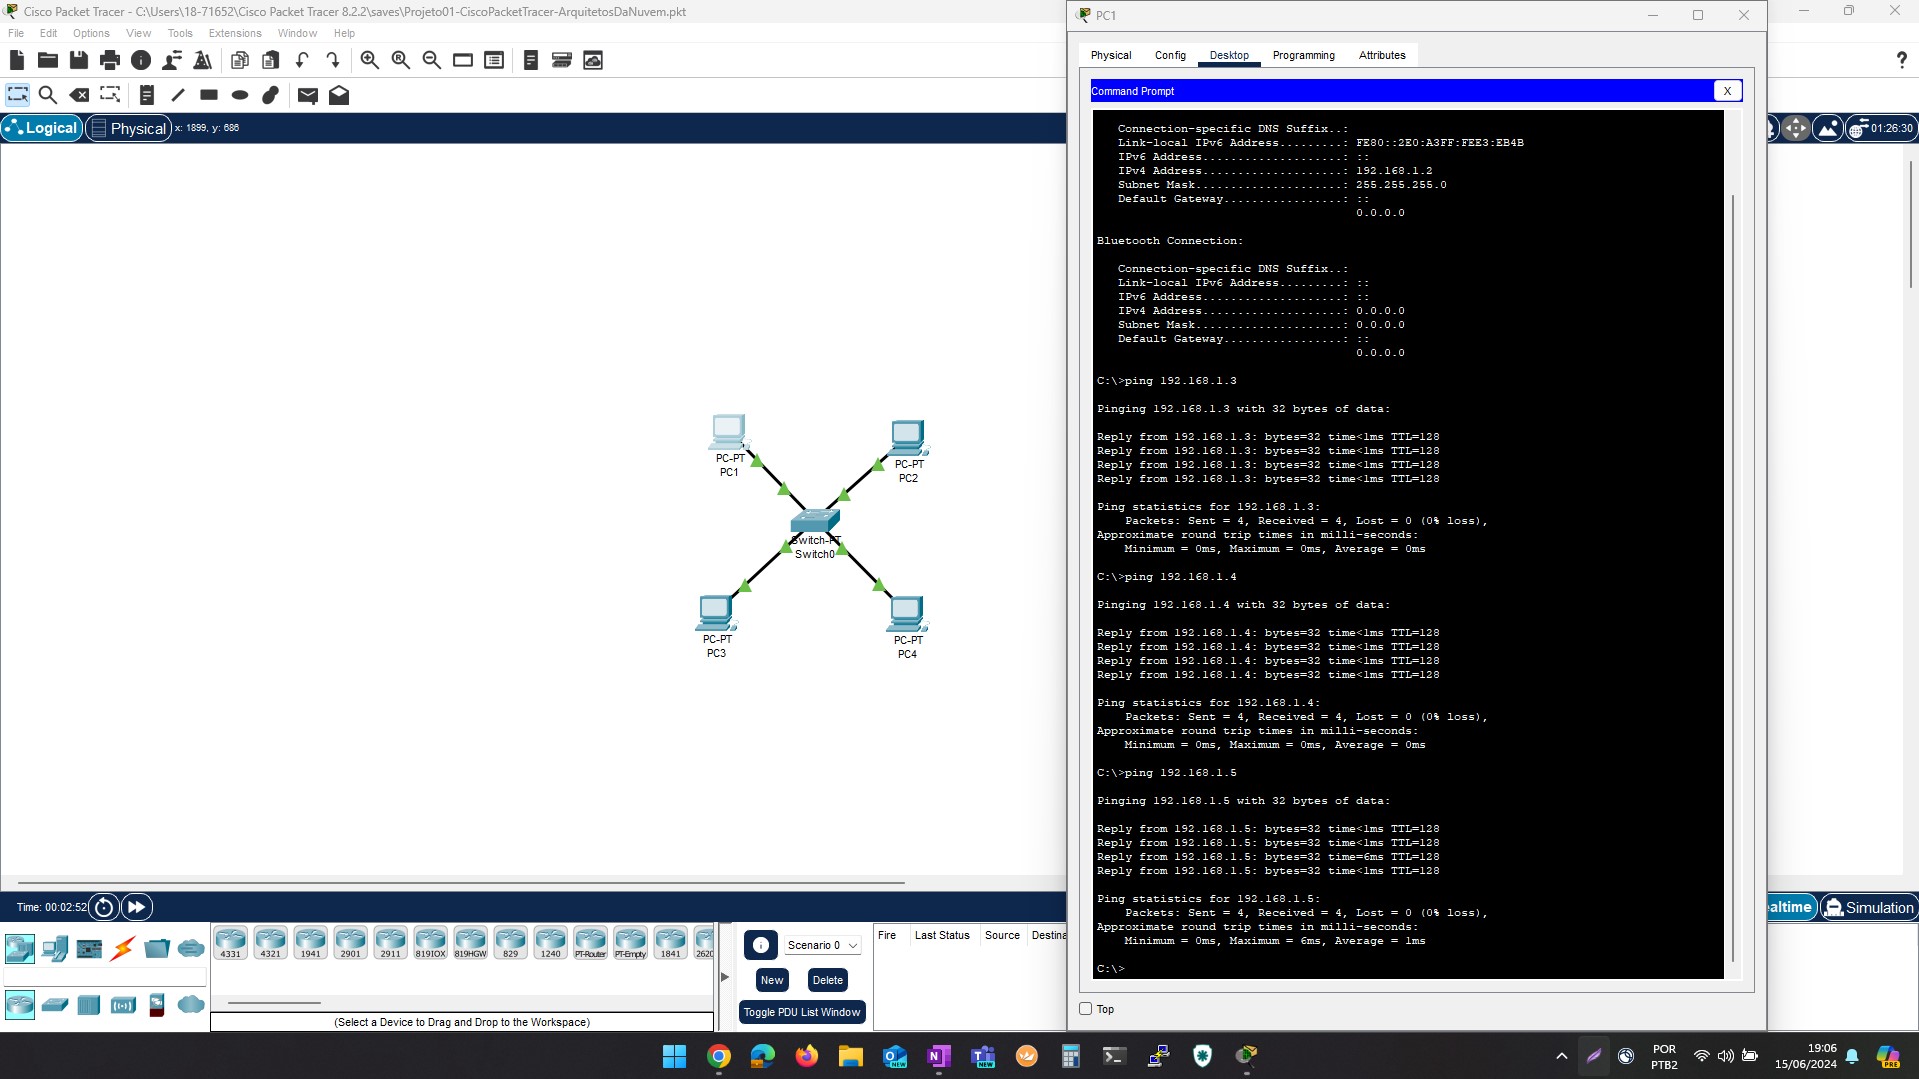 Cisco Packet Tracer - C:\Users\18-71652\Cisco Packet Tracer 8.2.2\saves\Projeto01-CiscoPacketTracer-ArquitetosDaNuvem.pkt
File Edit Options View Tools Extensions Window Help
Logical Physical x: 1899, y: 686
01:26:30
PC-PT
PC1
PC-PT
PC2
Switch-PT
Switch0
PC-PT
PC3
PC-PT
PC4
PC1
Physical Config Desktop Programming Attributes
Command Prompt X
Connection-specific DNS Suffix..:
Link-local IPv6 Address.........: FE80::2E0:A3FF:FEE3:EB4B
IPv6 Address....................: ::
IPv4 Address....................: 192.168.1.2
Subnet Mask.....................: 255.255.255.0
Default Gateway.................: ::
0.0.0.0
Bluetooth Connection:
Connection-specific DNS Suffix..:
Link-local IPv6 Address.........: ::
IPv6 Address....................: ::
IPv4 Address....................: 0.0.0.0
Subnet Mask.....................: 0.0.0.0
Default Gateway.................: ::
0.0.0.0
C:\>ping 192.168.1.3
Pinging 192.168.1.3 with 32 bytes of data:
Reply from 192.168.1.3: bytes=32 time<1ms TTL=128
Reply from 192.168.1.3: bytes=32 time<1ms TTL=128
Reply from 192.168.1.3: bytes=32 time<1ms TTL=128
Reply from 192.168.1.3: bytes=32 time<1ms TTL=128
Ping statistics for 192.168.1.3:
Packets: Sent = 4, Received = 4, Lost = 0 (0% loss),
Approximate round trip times in milli-seconds:
Minimum = 0ms, Maximum = 0ms, Average = 0ms
C:\>ping 192.168.1.4
Pinging 192.168.1.4 with 32 bytes of data:
Reply from 192.168.1.4: bytes=32 time<1ms TTL=128
Reply from 192.168.1.4: bytes=32 time<1ms TTL=128
Reply from 192.168.1.4: bytes=32 time<1ms TTL=128
Reply from 192.168.1.4: bytes=32 time<1ms TTL=128
Ping statistics for 192.168.1.4:
Packets: Sent = 4, Received = 4, Lost = 0 (0% loss),
Approximate round trip times in milli-seconds:
Minimum = 0ms, Maximum = 0ms, Average = 0ms
C:\>ping 192.168.1.5
Pinging 192.168.1.5 with 32 bytes of data:
Reply from 192.168.1.5: bytes=32 time<1ms TTL=128
Reply from 192.168.1.5: bytes=32 time<1ms TTL=128
Reply from 192.168.1.5: bytes=32 time=6ms TTL=128
Reply from 192.168.1.5: bytes=32 time<1ms TTL=128
Ping statistics for 192.168.1.5:
Packets: Sent = 4, Received = 4, Lost = 0 (0% loss),
Approximate round trip times in milli-seconds:
Minimum = 0ms, Maximum = 6ms, Average = 1ms
C:\>
Top
Time: 00:02:52
ealtime Simulation
4331 4321 1941 2901 2911 819IOX 819HGW 829 1240 PT-Router PT-Empty 1841 2620
(Select a Device to Drag and Drop to the Workspace)
Scenario 0
New Delete
Toggle PDU List Window
Fire Last Status Source Destina
POR
PTB2
19:06
15/06/2024